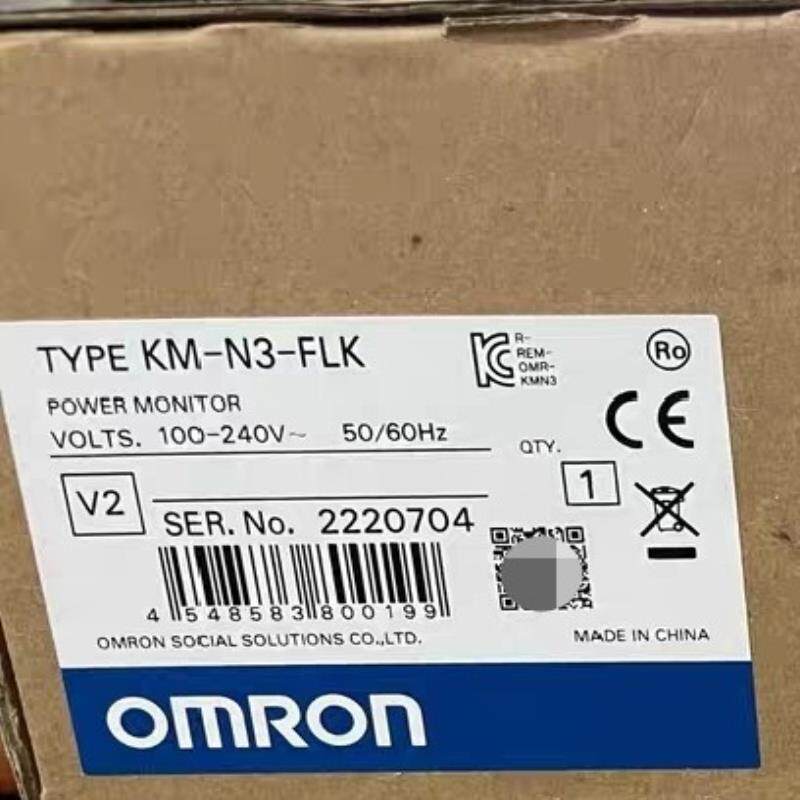 TYPE KM-N3-FLK
R-
REM-
OMR-
KMN3
Ro
POWER MONITOR
VOLTS. 100-240V~ 50/60Hz
CE
QTY.
1
V2
SER. No. 2220704
4 548583 800199
OMRON SOCIAL SOLUTIONS CO.,LTD.
MADE IN CHINA
OMRON